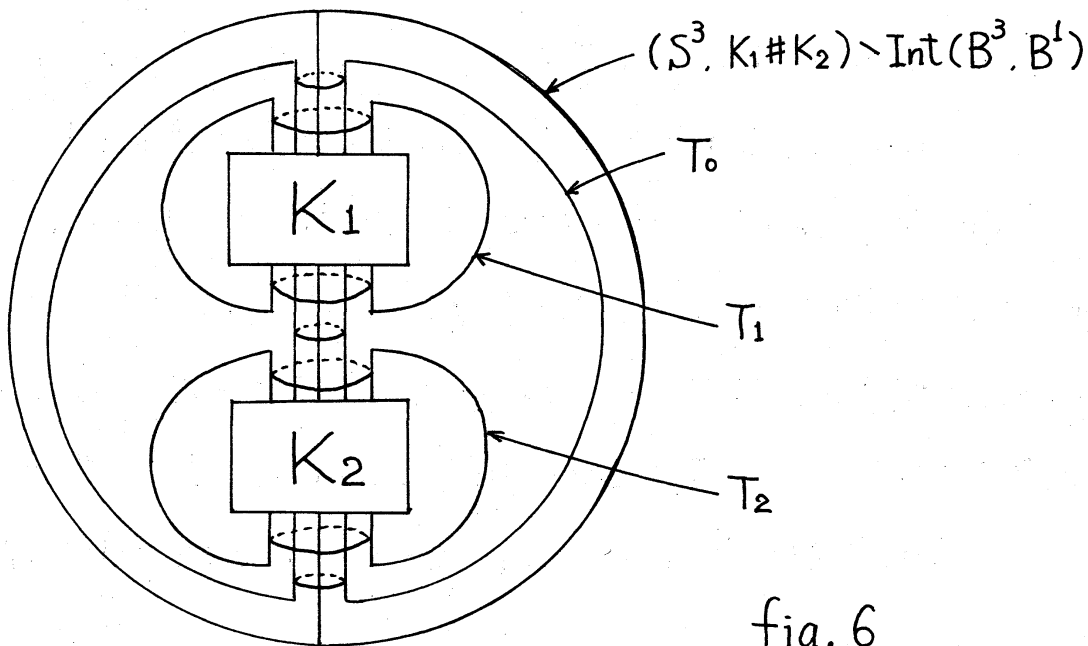 (S³, K₁#K₂) \ Int(B³, B¹)
T₀
K₁
T₁
K₂
T₂
fig. 6